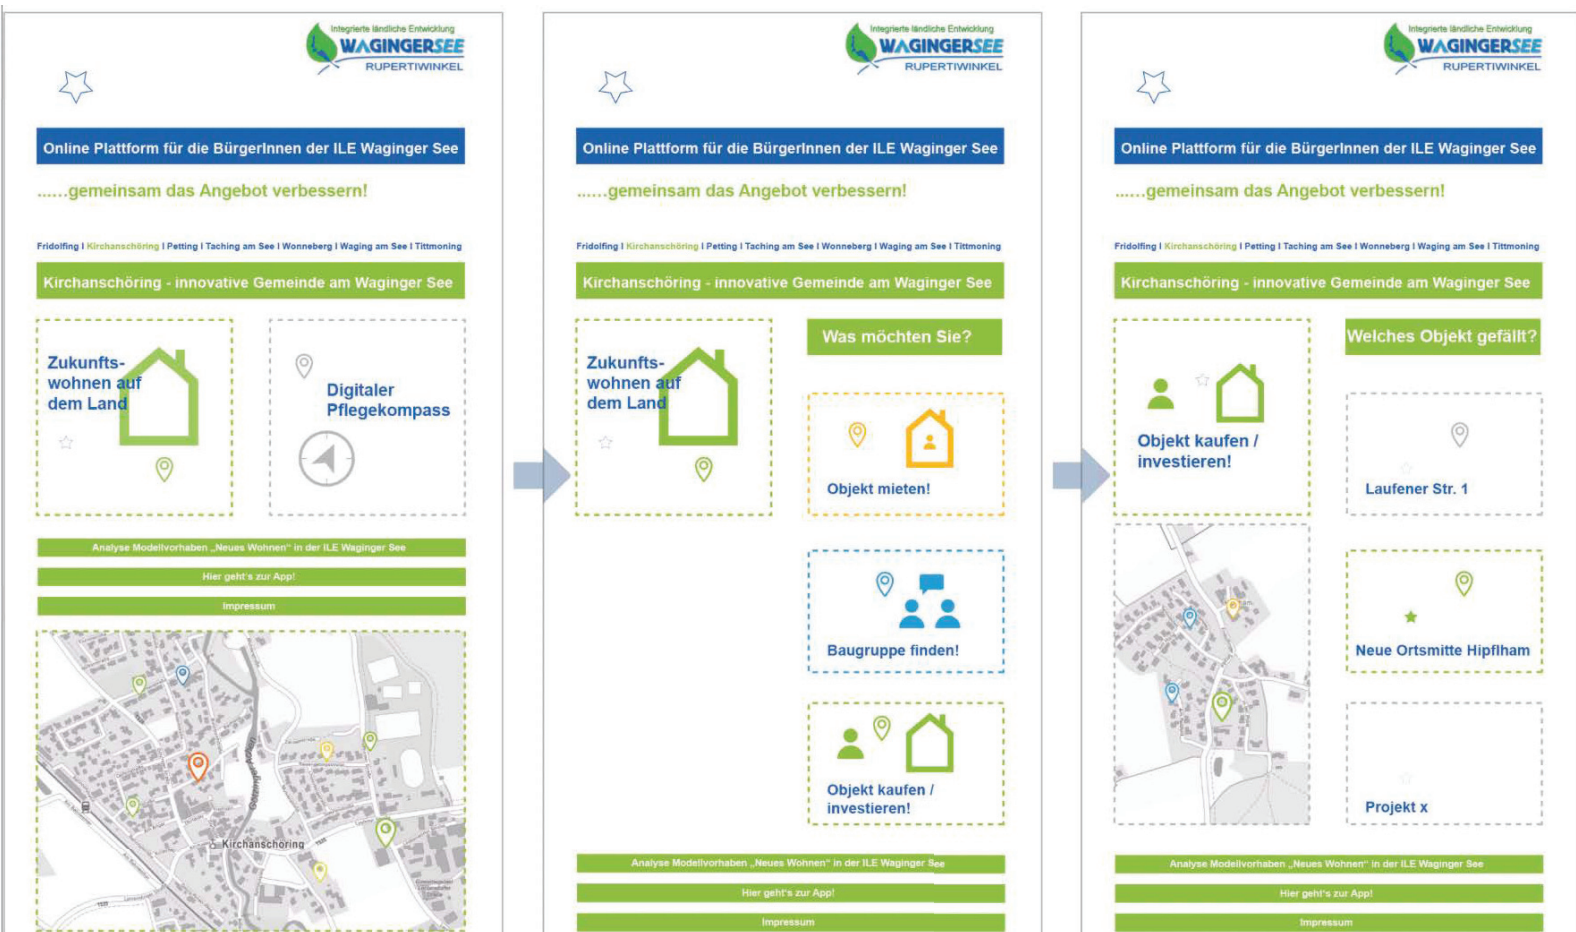 Integrierte ländliche Entwicklung
WAGINGERSEE
RUPERTIWINKEL
Online Plattform für die BürgerInnen der ILE Waginger See
......gemeinsam das Angebot verbessern!
Fridolfing I Kirchanschöring I Petting I Taching am See I Wonneberg I Waging am See I Tittmoning
Kirchanschöring - innovative Gemeinde am Waginger See
Zukunfts-
wohnen auf
dem Land
Digitaler
Pflegekompass
Analyse Modellvorhaben „Neues Wohnen" in der ILE Waginger See
Hier geht's zur App!
Impressum
Kirchanschöring
Integrierte ländliche Entwicklung
WAGINGERSEE
RUPERTIWINKEL
Online Plattform für die BürgerInnen der ILE Waginger See
......gemeinsam das Angebot verbessern!
Fridolfing I Kirchanschöring I Petting I Taching am See I Wonneberg I Waging am See I Tittmoning
Kirchanschöring - innovative Gemeinde am Waginger See
Zukunfts-
wohnen auf
dem Land
Was möchten Sie?
Objekt mieten!
Baugruppe finden!
Objekt kaufen /
investieren!
Analyse Modellvorhaben „Neues Wohnen" in der ILE Waginger See
Hier geht's zur App!
Impressum
Integrierte ländliche Entwicklung
WAGINGERSEE
RUPERTIWINKEL
Online Plattform für die BürgerInnen der ILE Waginger See
......gemeinsam das Angebot verbessern!
Fridolfing I Kirchanschöring I Petting I Taching am See I Wonneberg I Waging am See I Tittmoning
Kirchanschöring - innovative Gemeinde am Waginger See
Objekt kaufen /
investieren!
Welches Objekt gefällt?
Laufener Str. 1
Neue Ortsmitte Hipflham
Projekt x
Analyse Modellvorhaben „Neues Wohnen" in der ILE Waginger See
Hier geht's zur App!
Impressum